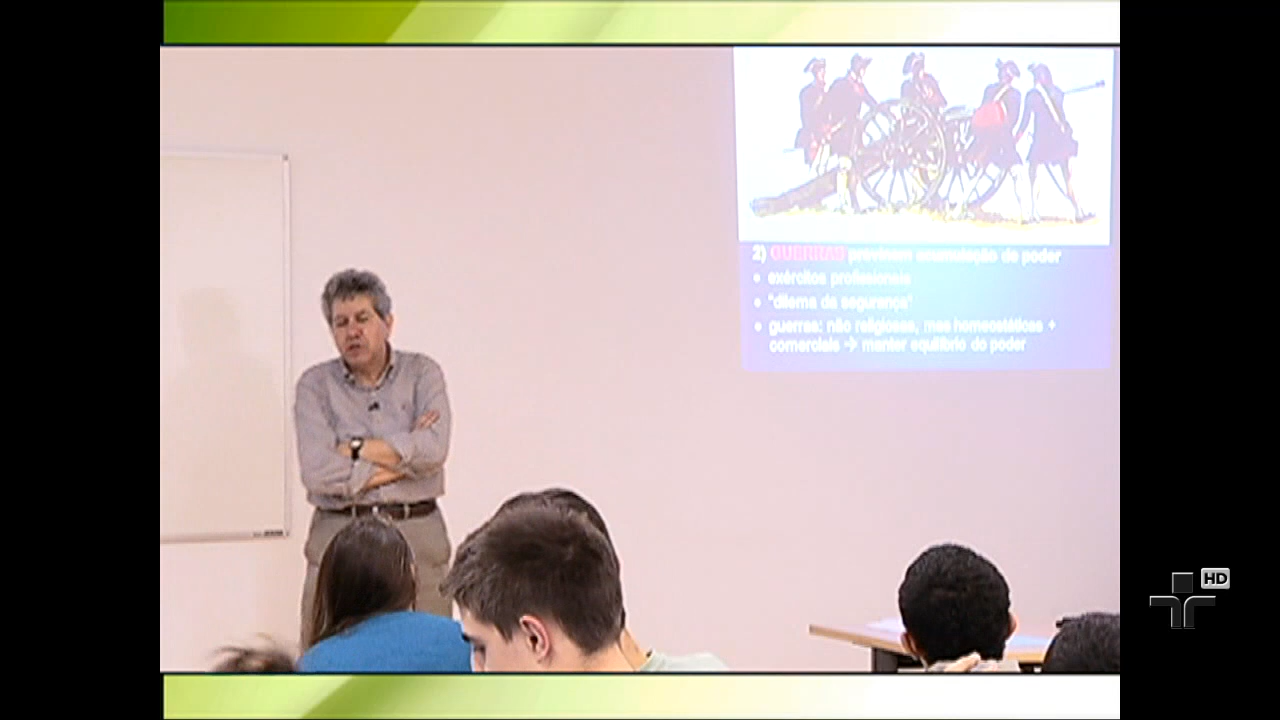 2) GUERRAS provinham acumulação de poder
• exércitos profissionais
• "dilema da segurança"
• guerras: não religiosas, mas homeostáticas +
comerciais → manter equilíbrio do poder
HD